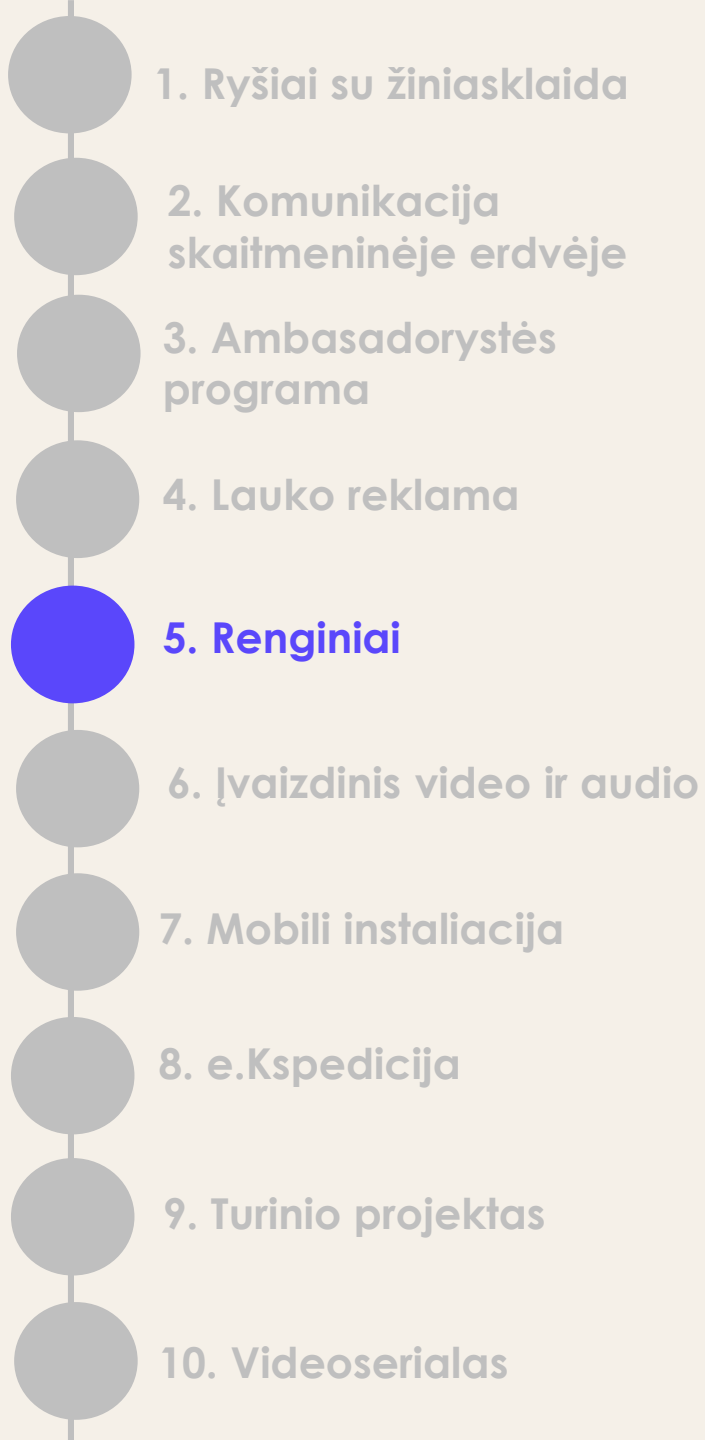 1. Ryšiai su žiniasklaida
2. Komunikacija
skaitmeninėje erdvėje
3. Ambasadorystės
programa
4. Lauko reklama
5. Renginiai
6. Įvaizdinis video ir audio
7. Mobili instaliacija
8. e.Kspedicija
9. Turinio projektas
10. Videoserialas